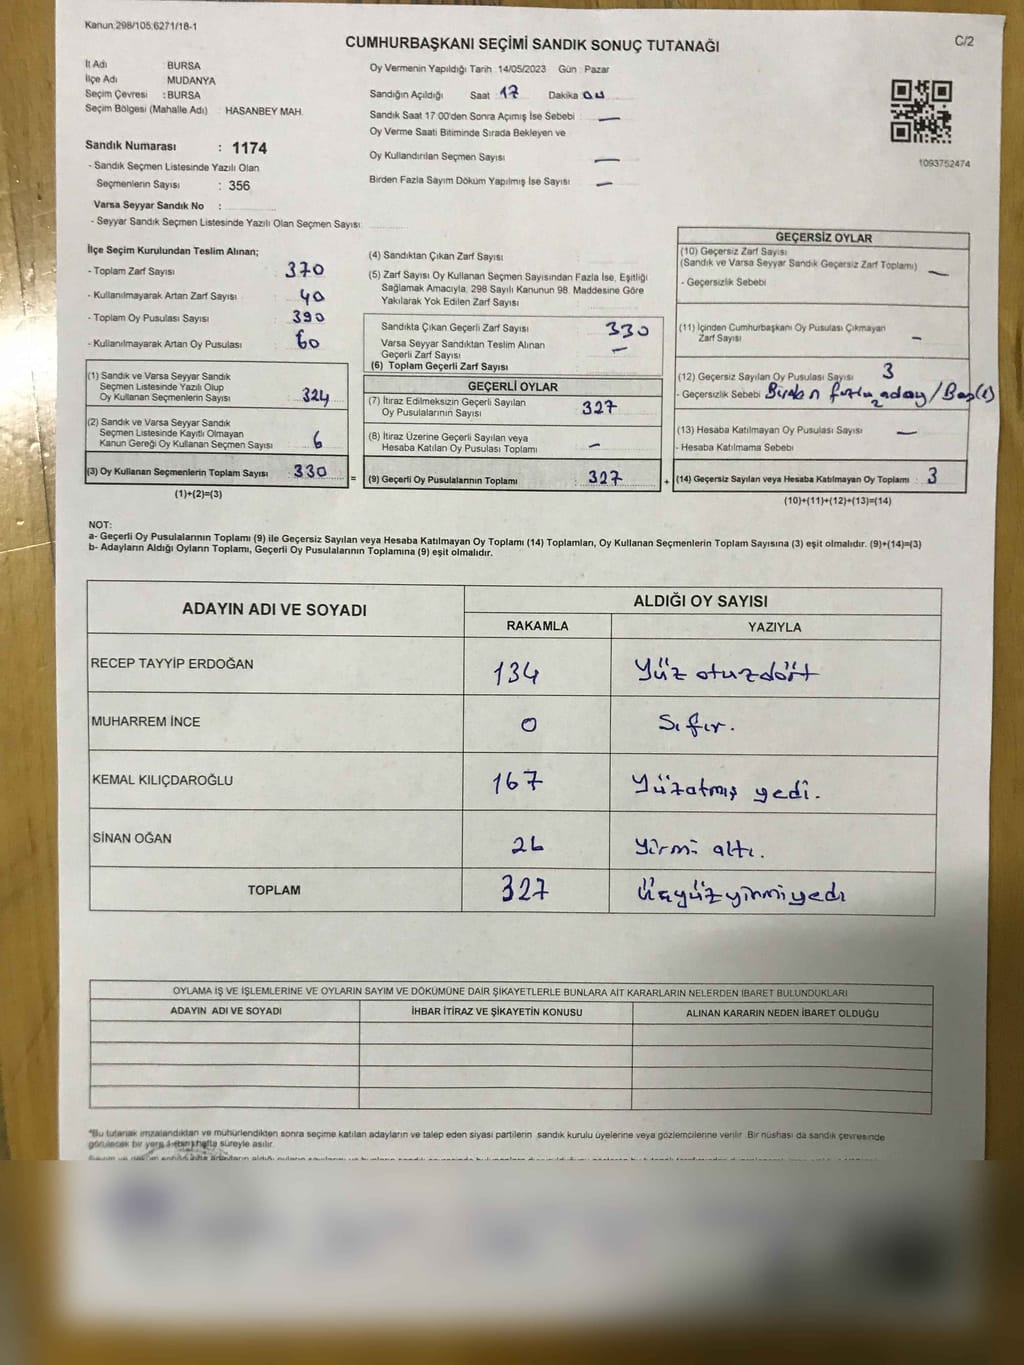 Kanun:298/105;6271/18-1
C/2
CUMHURBAŞKANI SEÇİMİ SANDIK SONUÇ TUTANAĞI
İl Adı : BURSA
İlçe Adı : MUDANYA
Seçim Çevresi : BURSA
Seçim Bölgesi (Mahalle Adı) : HASANBEY MAH.
Sandık Numarası : 1174
- Sandık Seçmen Listesinde Yazılı Olan
Seçmenlerin Sayısı : 356
Varsa Seyyar Sandık No :
- Seyyar Sandık Seçmen Listesinde Yazılı Olan Seçmen Sayısı:
Oy Vermenin Yapıldığı Tarih : 14/05/2023 Gün : Pazar
Sandığın Açıldığı Saat 17 Dakika 00
Sandık Saat 17:00'den Sonra Açımış İse Sebebi : —
Oy Verme Saati Bitiminde Sırada Bekleyen ve
Oy Kullandırılan Seçmen Sayısı —
Birden Fazla Sayım Döküm Yapılmış İse Sayısı : —
1093752474
İlçe Seçim Kurulundan Teslim Alınan;
- Toplam Zarf Sayısı : 370
- Kullanılmayarak Artan Zarf Sayısı : 40
- Toplam Oy Pusulası Sayısı : 390
- Kullanılmayarak Artan Oy Pusulası : 60
(1) Sandık ve Varsa Seyyar Sandık
Seçmen Listesinde Yazılı Olup
Oy Kullanan Seçmenlerin Sayısı : 324
(2) Sandık ve Varsa Seyyar Sandık
Seçmen Listesinde Kayıtlı Olmayan
Kanun Gereği Oy Kullanan Seçmen Sayısı : 6
(3) Oy Kullanan Seçmenlerin Toplam Sayısı : 330
(1)+(2)=(3)
=
(4) Sandıktan Çıkan Zarf Sayısı :
(5) Zarf Sayısı Oy Kullanan Seçmen Sayısından Fazla İse, Eşitliği
Sağlamak Amacıyla, 298 Sayılı Kanunun 98. Maddesine Göre
Yakılarak Yok Edilen Zarf Sayısı :
Sandıkta Çıkan Geçerli Zarf Sayısı : 330
Varsa Seyyar Sandıktan Teslim Alınan
Geçerli Zarf Sayısı : —
(6) Toplam Geçerli Zarf Sayısı :
GEÇERLİ OYLAR
(7) İtiraz Edilmeksizin Geçerli Sayılan
Oy Pusulalarının Sayısı : 327
(8) İtiraz Üzerine Geçerli Sayılan veya
Hesaba Katılan Oy Pusulası Toplamı : —
(9) Geçerli Oy Pusulalarının Toplamı : 327
+
GEÇERSİZ OYLAR
(10) Geçersiz Zarf Sayısı
(Sandık ve Varsa Seyyar Sandık Geçersiz Zarf Toplamı) : —
- Geçersizlik Sebebi :
(11) İçinden Cumhurbaşkanı Oy Pusulası Çıkmayan
Zarf Sayısı : —
(12) Geçersiz Sayılan Oy Pusulası Sayısı : 3
- Geçersizlik Sebebi : fazla aday/
(13) Hesaba Katılmayan Oy Pusulası Sayısı : —
- Hesaba Katılmama Sebebi :
(14) Geçersiz Sayılan veya Hesaba Katılmayan Oy Toplamı : 3
(10)+(11)+(12)+(13)=(14)
NOT:
a- Geçerli Oy Pusulalarının Toplamı (9) ile Geçersiz Sayılan veya Hesaba Katılmayan Oy Toplamı (14) Toplamları, Oy Kullanan Seçmenlerin Toplam Sayısına (3) eşit olmalıdır. (9)+(14)=(3)
b- Adayların Aldığı Oyların Toplamı, Geçerli Oy Pusulalarının Toplamına (9) eşit olmalıdır.
ADAYIN ADI VE SOYADI
ALDIĞI OY SAYISI
RAKAMLA YAZIYLA
RECEP TAYYİP ERDOĞAN 134 Yüz otuzdört
MUHARREM İNCE 0 Sıfır.
KEMAL KILIÇDAROĞLU 167 Yüzatmış yedi.
SİNAN OĞAN 26 Yirmi altı.
TOPLAM 327 Üçyüzyirmiyedi
OYLAMA İŞ VE İŞLEMLERİNE VE OYLARIN SAYIM VE DÖKÜMÜNE DAİR ŞİKAYETLERLE BUNLARA AİT KARARLARIN NELERDEN İBARET BULUNDUKLARI
ADAYIN ADI VE SOYADI İHBAR İTİRAZ VE ŞİKAYETİN KONUSU ALINAN KARARIN NEDEN İBARET OLDUĞU
*Bu tutanak imzalandıktan ve mühürlendikten sonra seçime katılan adayların ve talep eden siyasi partilerin sandık kurulu üyelerine veya gözlemcilerine verilir. Bir nüshası da sandık çevresinde
görülecek bir yere 1 (bir) hafta süreyle asılır.